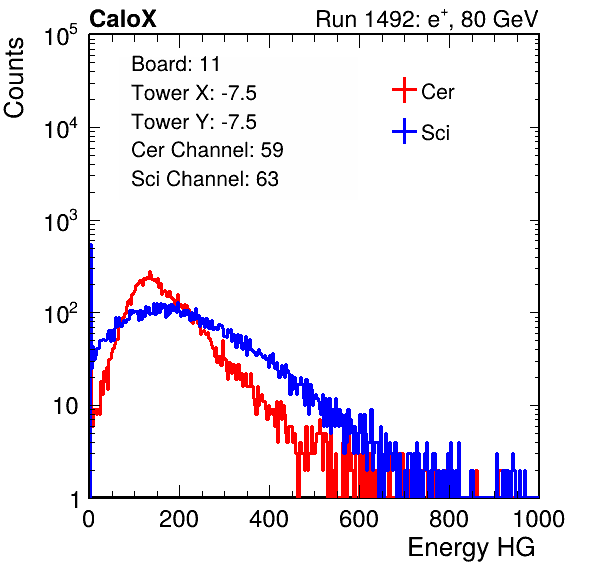 CaloX Run 1492: e⁺, 80 GeV
Counts
10⁵
10⁴
10³
10²
10
1
Board: 11
Tower X: -7.5
Tower Y: -7.5
Cer Channel: 59
Sci Channel: 63
Cer
Sci
0 200 400 600 800 1000
Energy HG